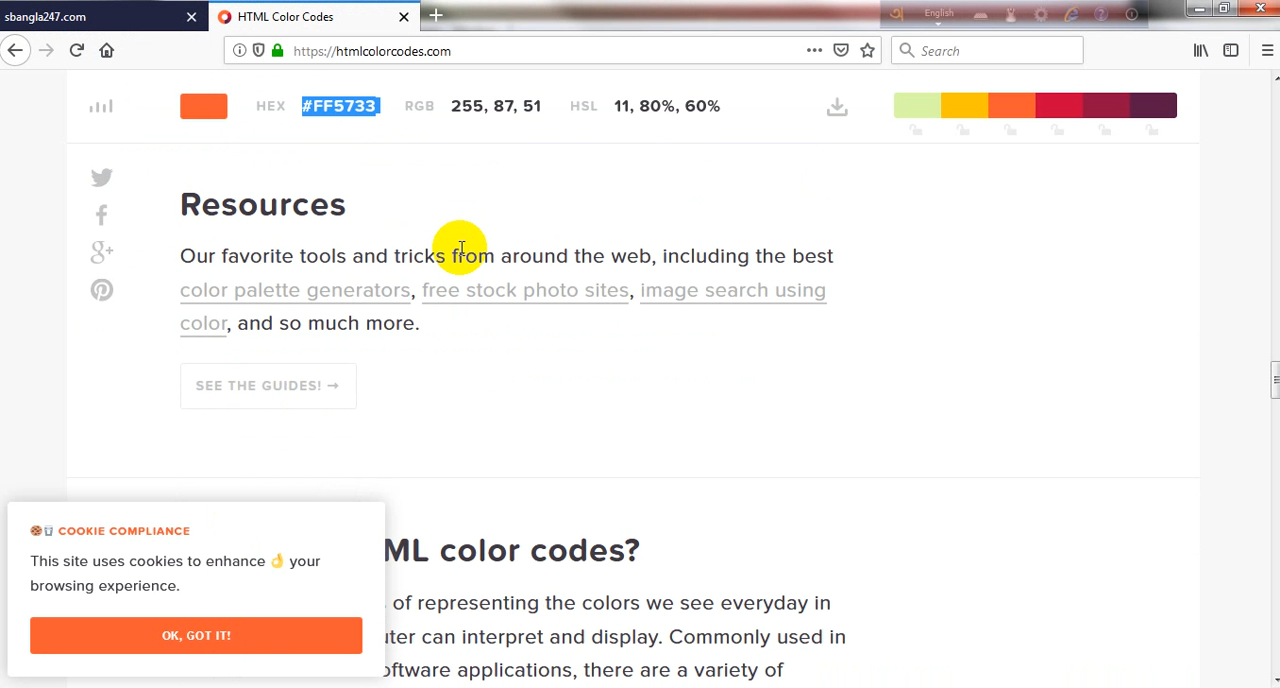 sbangla247.com
HTML Color Codes
English
https://htmlcolorcodes.com
Search
HEX #FF5733 RGB 255, 87, 51 HSL 11, 80%, 60%
Resources
Our favorite tools and tricks from around the web, including the best
color palette generators, free stock photo sites, image search using
color, and so much more.
SEE THE GUIDES! →
ML color codes?
of representing the colors we see everyday in
uter can interpret and display. Commonly used in
oftware applications, there are a variety of
COOKIE COMPLIANCE
This site uses cookies to enhance 👌 your
browsing experience.
OK, GOT IT!